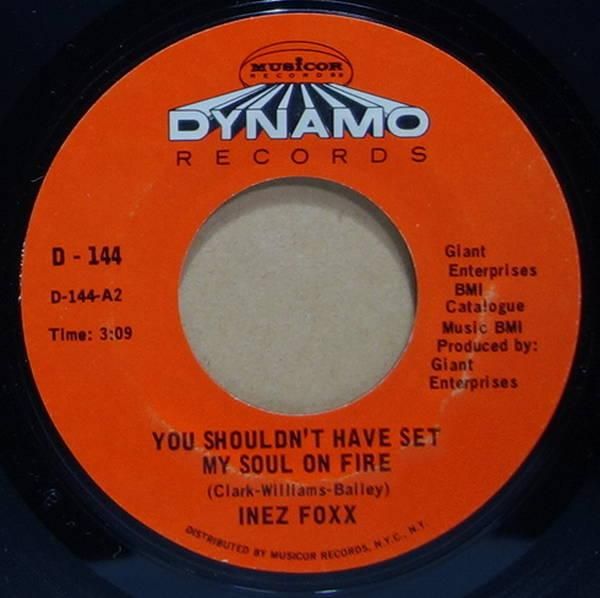 MUSICOR
RECORDS
DYNAMO
RECORDS
D - 144
D-144-A2
Time: 3:09
Giant
Enterprises
BMI
Catalogue
Music BMI
Produced by:
Giant
Enterprises
YOU SHOULDN'T HAVE SET
MY SOUL ON FIRE
(Clark-Williams-Bailey)
INEZ FOXX
DISTRIBUTED BY MUSICOR RECORDS, N.Y.C., N.Y.